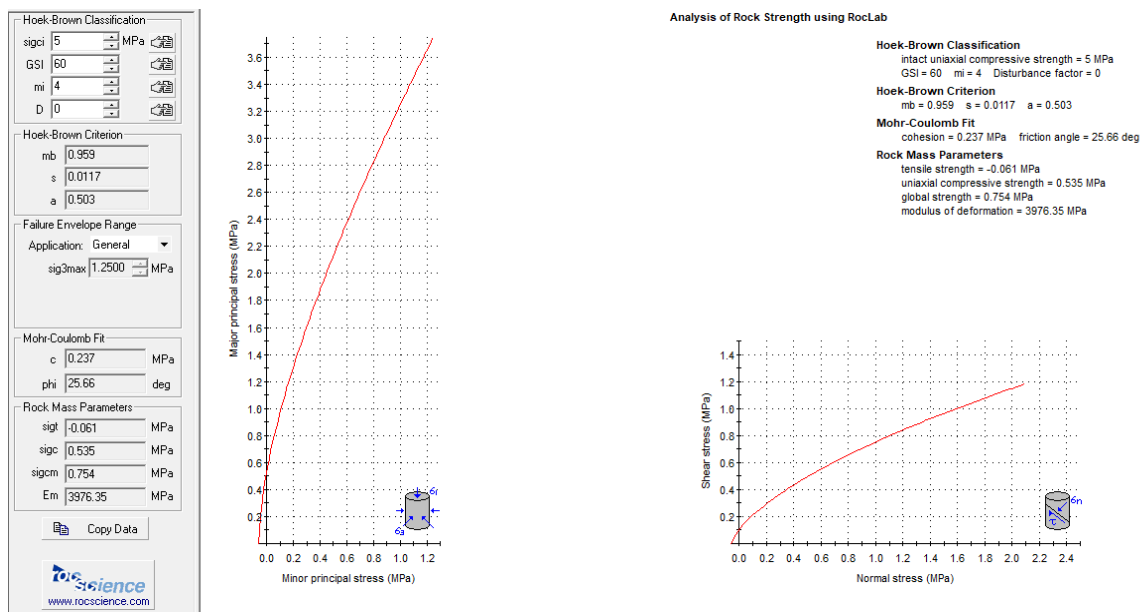 Hoek-Brown Classification
sigci 5 MPa
GSI 60
mi 4
D 0
Hoek-Brown Criterion
mb 0.959
s 0.0117
a 0.503
Failure Envelope Range
Application: General
sig3max 1.2500 MPa
Mohr-Coulomb Fit
c 0.237 MPa
phi 25.66 deg
Rock Mass Parameters
sigt -0.061 MPa
sigc 0.535 MPa
sigcm 0.754 MPa
Em 3976.35 MPa
Copy Data
rocscience
www.rocscience.com
Major principal stress (MPa)
3.6
3.4
3.2
3.0
2.8
2.6
2.4
2.2
2.0
1.8
1.6
1.4
1.2
1.0
0.8
0.6
0.4
0.2
0.0 0.2 0.4 0.6 0.8 1.0 1.2
Minor principal stress (MPa)
σ1
σ3
Analysis of Rock Strength using RocLab
Hoek-Brown Classification
intact uniaxial compressive strength = 5 MPa
GSI = 60 mi = 4 Disturbance factor = 0
Hoek-Brown Criterion
mb = 0.959 s = 0.0117 a = 0.503
Mohr-Coulomb Fit
cohesion = 0.237 MPa friction angle = 25.66 deg
Rock Mass Parameters
tensile strength = -0.061 MPa
uniaxial compressive strength = 0.535 MPa
global strength = 0.754 MPa
modulus of deformation = 3976.35 MPa
Shear stress (MPa)
1.4
1.2
1.0
0.8
0.6
0.4
0.2
0.0 0.2 0.4 0.6 0.8 1.0 1.2 1.4 1.6 1.8 2.0 2.2 2.4
Normal stress (MPa)
σn
τ